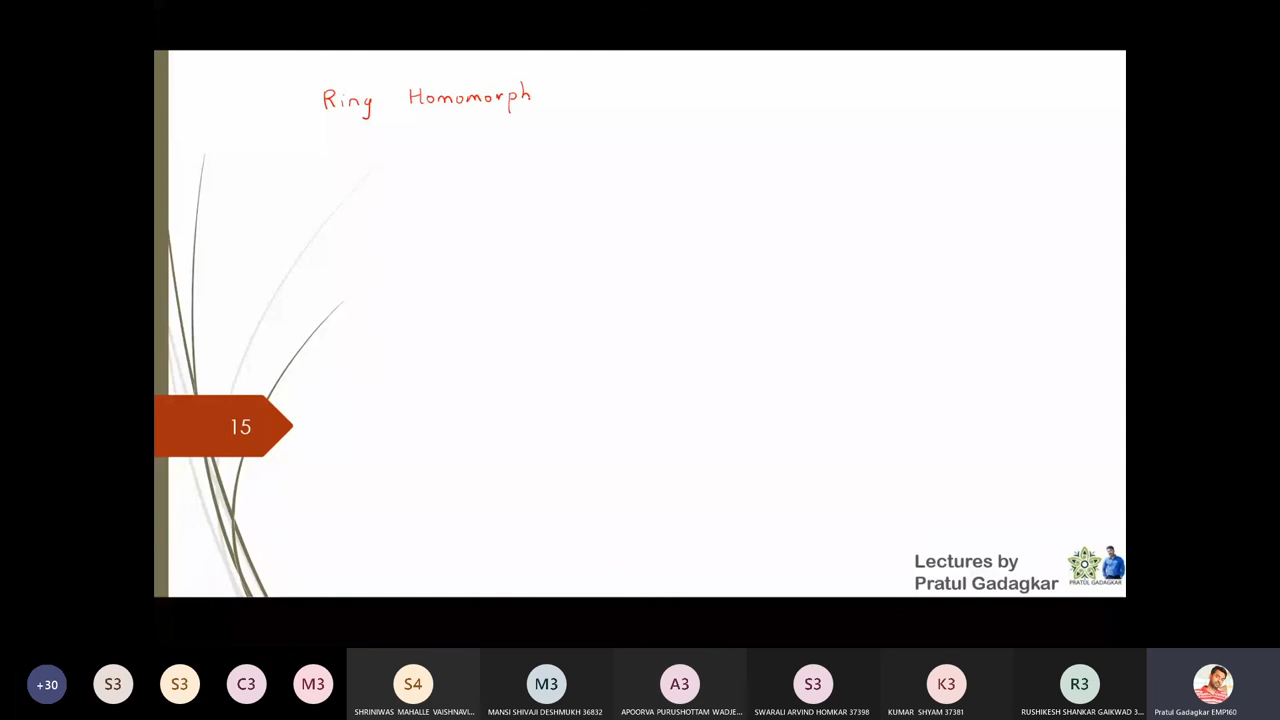 Ring Homomorph
15
Lectures by
Pratul Gadagkar
PRATUL GADAGKAR
+30
S3
S3
C3
M3
S4
M3
A3
S3
K3
R3
SHRINIWAS MAHALLE VAISHNAVI...
MANSI SHIVAJI DESHMUKH 36832
APOORVA PURUSHOTTAM WADJE...
SWARALI ARVIND HOMKAR 37398
KUMAR SHYAM 37381
RUSHIKESH SHANKAR GAIKWAD 3...
Pratul Gadagkar EMP160